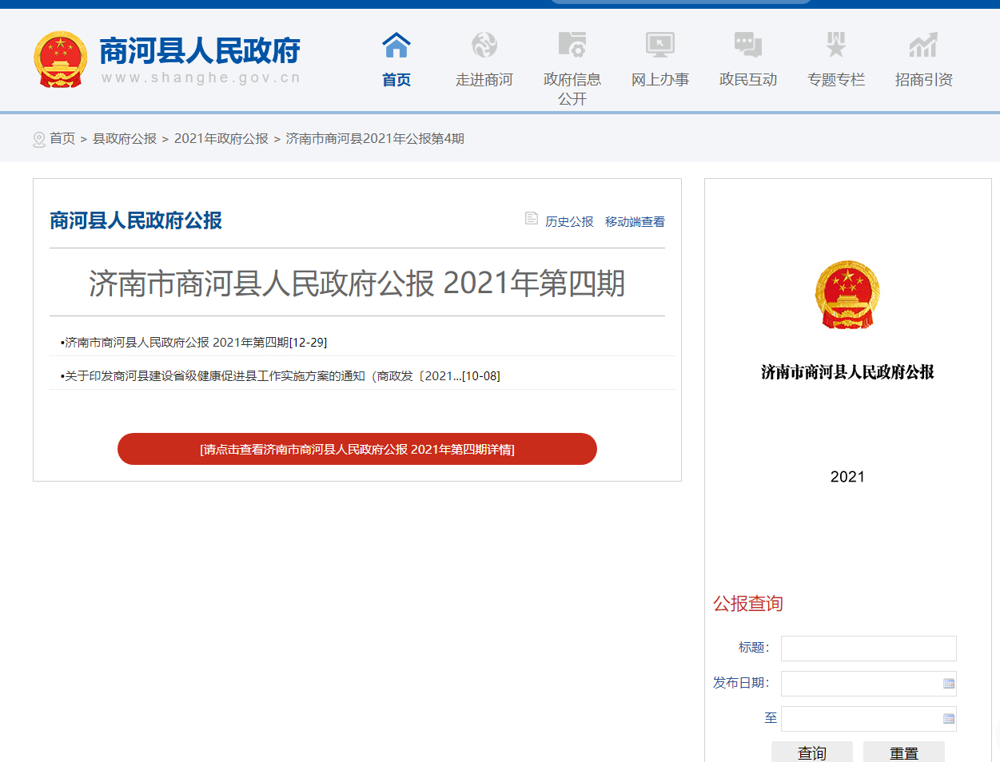 商河县人民政府
www.shanghe.gov.cn
首页
走进商河
政府信息
公开
网上办事
政民互动
专题专栏
招商引资
首页 > 县政府公报 > 2021年政府公报 > 济南市商河县2021年公报第4期
商河县人民政府公报
历史公报 移动端查看
济南市商河县人民政府公报 2021年第四期
•济南市商河县人民政府公报 2021年第四期[12-29]
•关于印发商河县建设省级健康促进县工作实施方案的通知（商政发〔2021...[10-08]
[请点击查看济南市商河县人民政府公报 2021年第四期详情]
济南市商河县人民政府公报
2021
公报查询
标题：
发布日期：
至
查询 重置